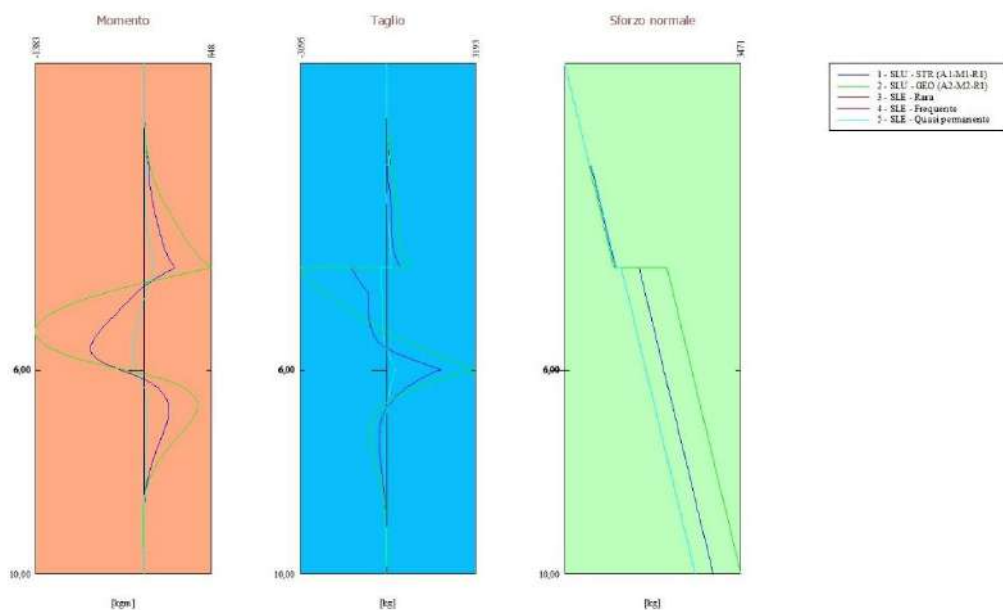 Momento
Taglio
Sforzo normale
-1383
648
-3095
3193
3471
1 - SLU - STR (A1-M1-R1)
2 - SLU - GEO (A2-M2-R1)
3 - SLE - Rara
4 - SLE - Frequente
5 - SLE - Quasi permanente
6,00
6,00
6,00
10,00
10,00
10,00
[kgm]
[kg]
[kg]